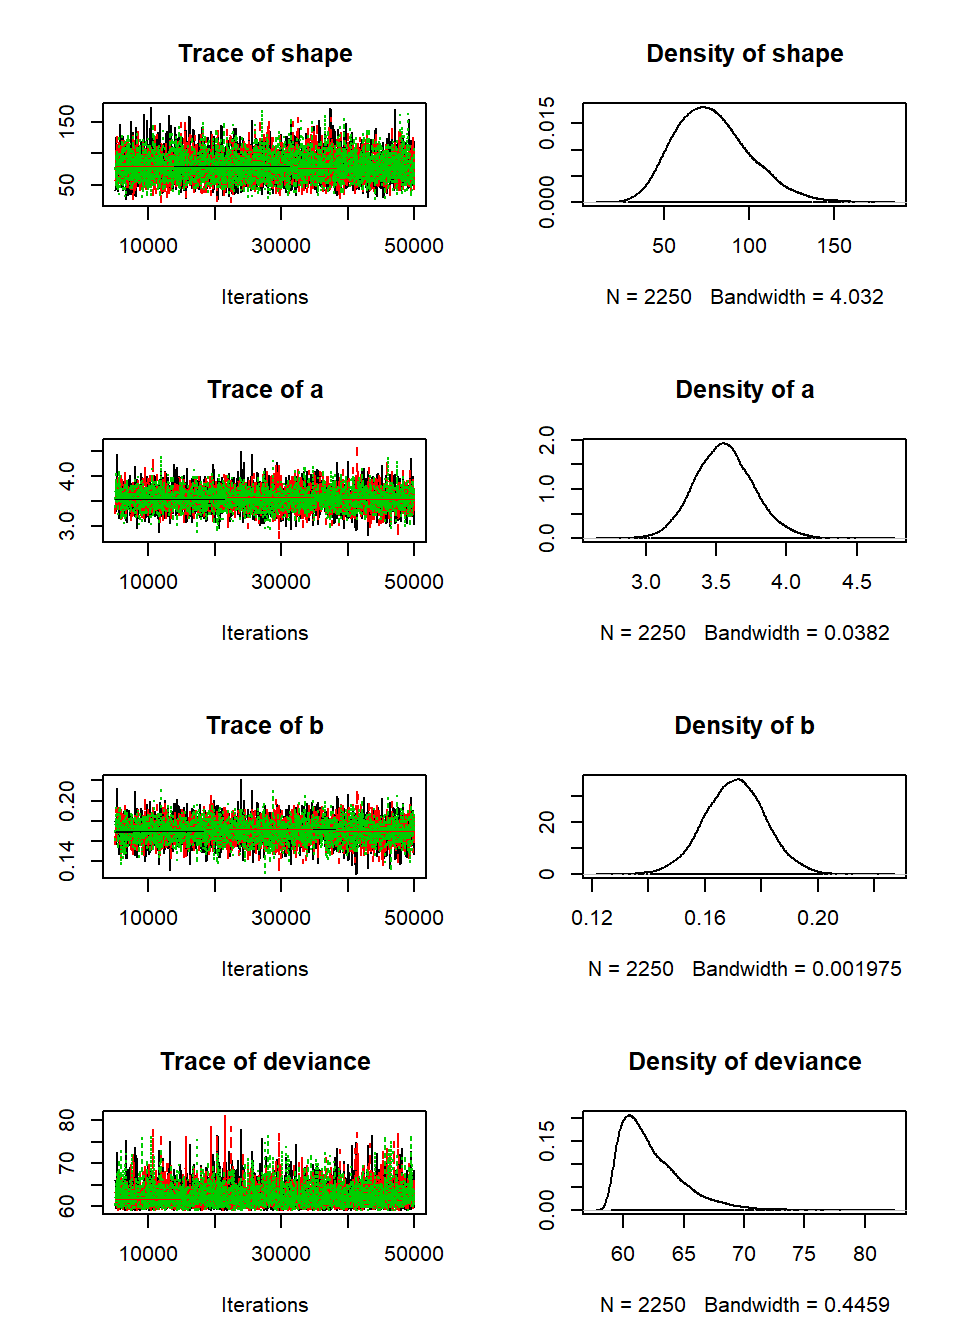 Trace of shape
150
50
10000 30000 50000
Iterations
Density of shape
0.015
0.000
50 100 150
N = 2250 Bandwidth = 4.032
Trace of a
4.0
3.0
10000 30000 50000
Iterations
Density of a
2.0
1.0
0.0
3.0 3.5 4.0 4.5
N = 2250 Bandwidth = 0.0382
Trace of b
0.20
0.14
10000 30000 50000
Iterations
Density of b
20
0
0.12 0.16 0.20
N = 2250 Bandwidth = 0.001975
Trace of deviance
80
70
60
10000 30000 50000
Iterations
Density of deviance
0.15
0.00
60 65 70 75 80
N = 2250 Bandwidth = 0.4459